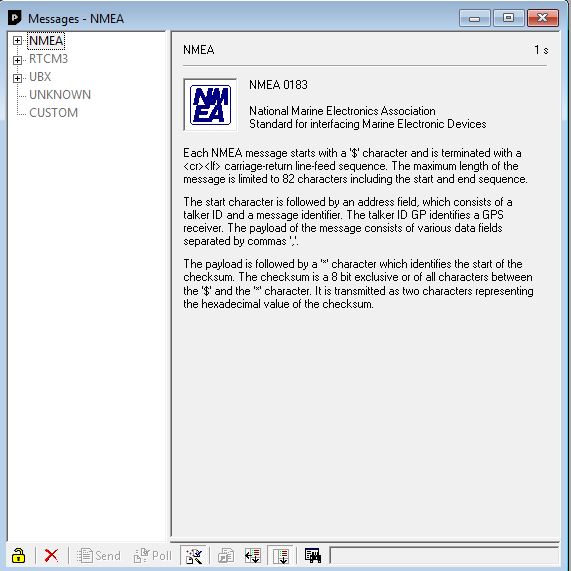 Messages - NMEA
NMEA
RTCM3
UBX
UNKNOWN
CUSTOM
NMEA
1 s
NM
EA
NMEA 0183
National Marine Electronics Association
Standard for interfacing Marine Electronic Devices
Each NMEA message starts with a '$' character and is terminated with a
<cr><lf> carriage-return line-feed sequence. The maximum length of the
message is limited to 82 characters including the start and end sequence.
The start character is followed by an address field, which consists of a
talker ID and a message identifier. The talker ID GP identifies a GPS
receiver. The payload of the message consists of various data fields
separated by commas ','.
The payload is followed by a '*' character which identifies the start of the
checksum. The checksum is a 8 bit exclusive or of all characters between
the '$' and the '*' character. It is transmitted as two characters representing
the hexadecimal value of the checksum.
Send
Poll